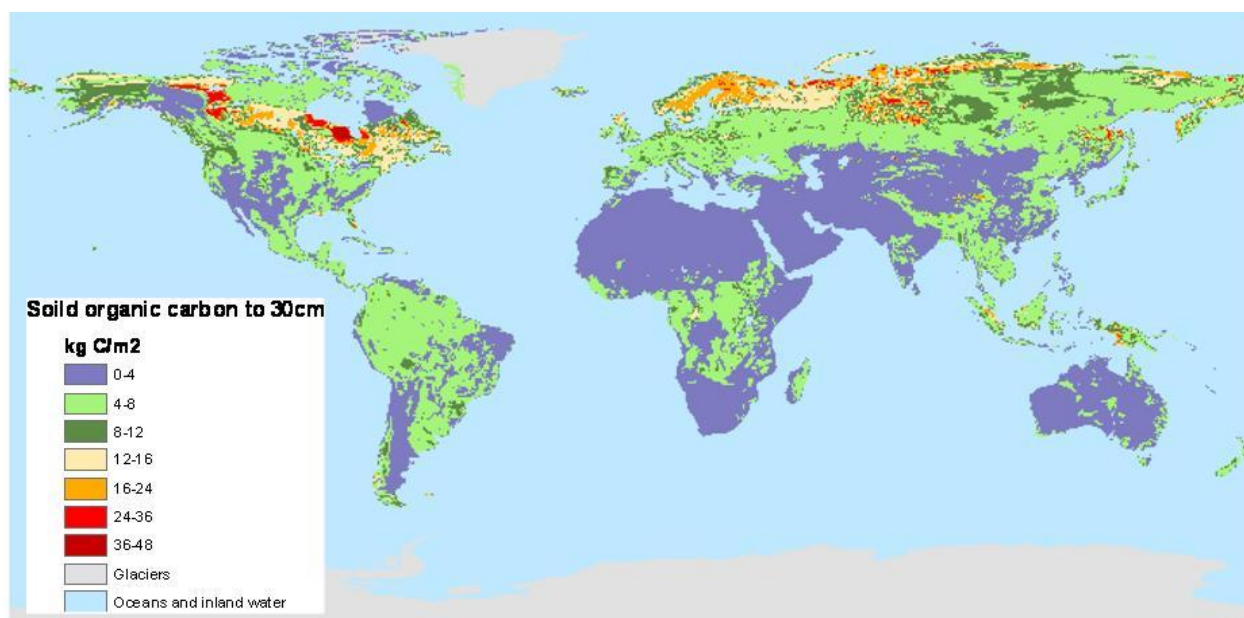 Soild organic carbon to 30cm
kg C/m2
0-4
4-8
8-12
12-16
16-24
24-36
36-48
Glaciers
Oceans and inland water